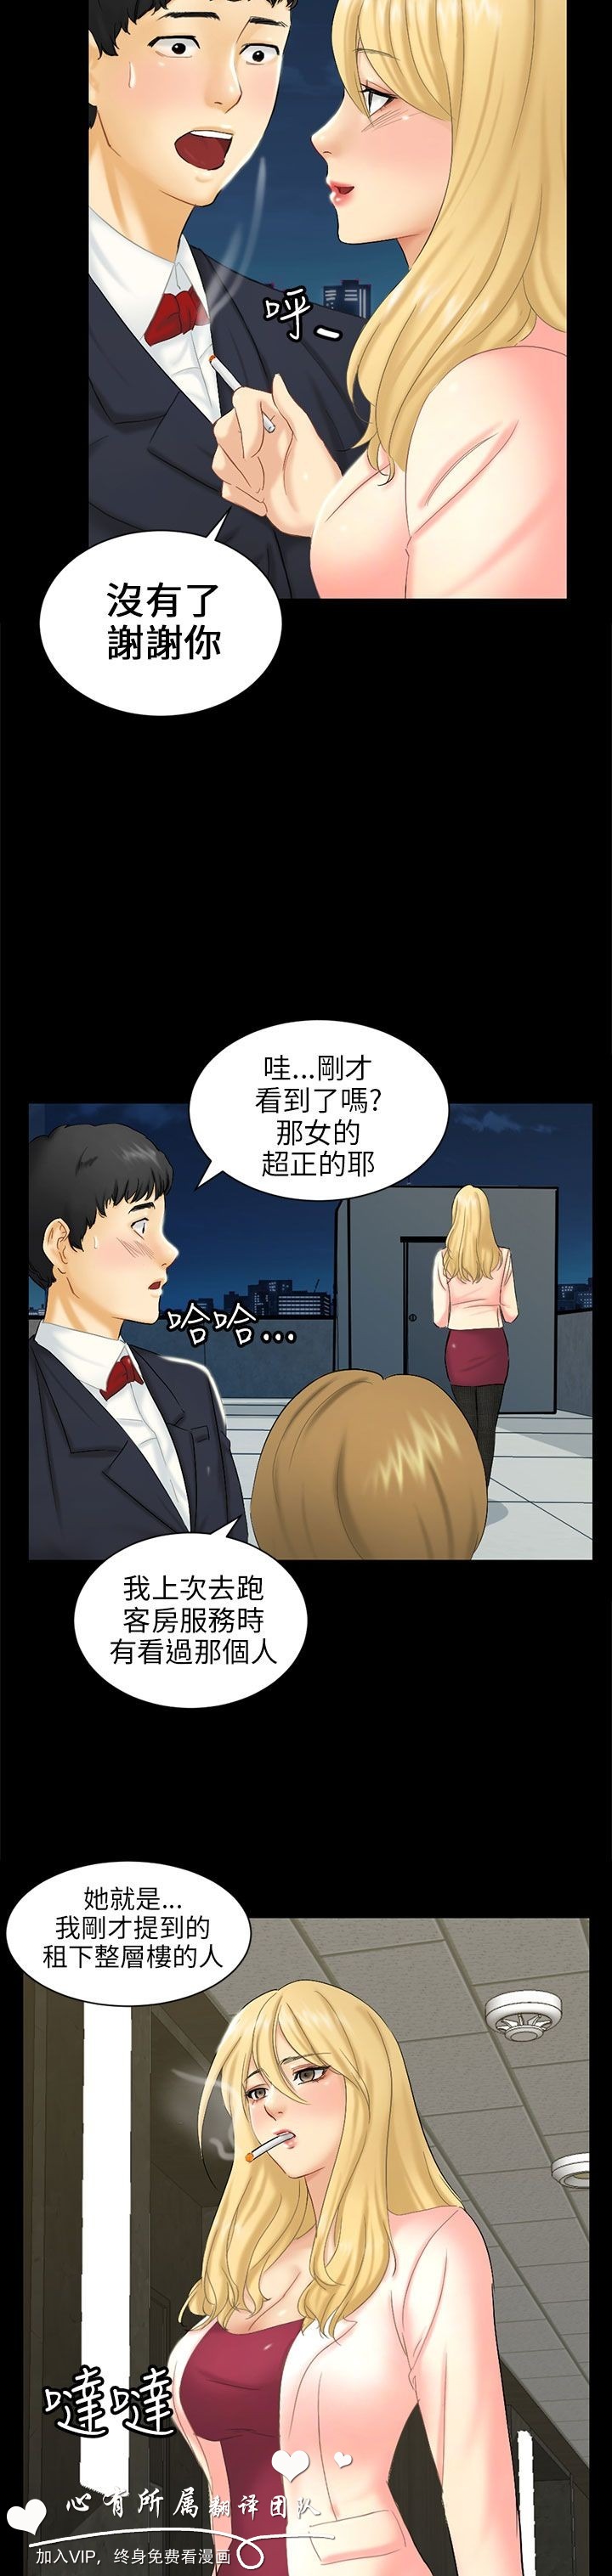 呼~
沒有了
謝謝你
哇...剛才
看到了嗎?
那女的
超正的耶
哈哈...
我上次去跑
客房服務時
有看過那個人
她就是...
我剛才提到的
租下整層樓的人
噠噠
心有所属翻译团队
加入VIP，终身免费看漫画